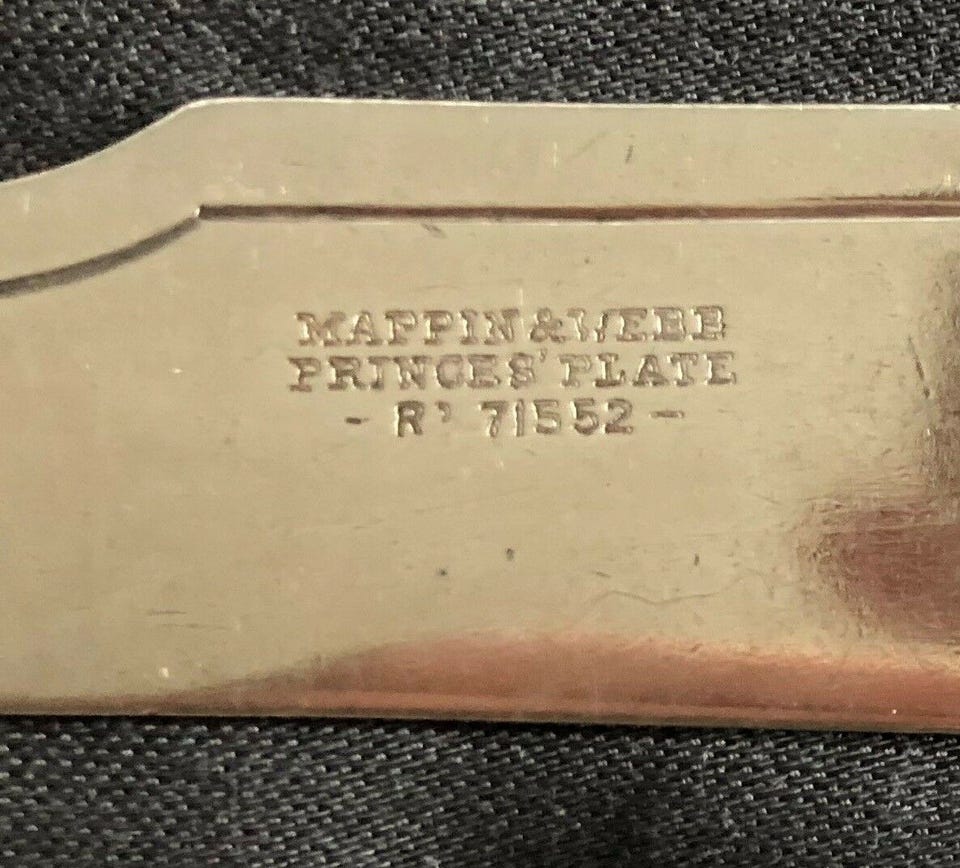 MAPPIN & WEBB
PRINCES' PLATE
- Rᴰ 71552 -